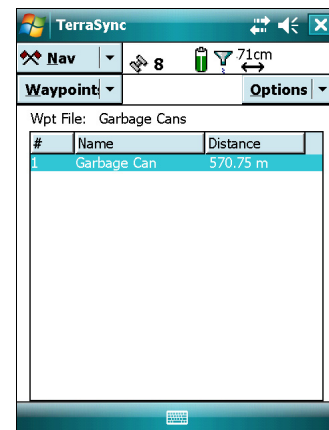 TerraSync
Nav 8 71cm
Waypoint Options
Wpt File: Garbage Cans
# Name Distance
1 Garbage Can 570.75 m